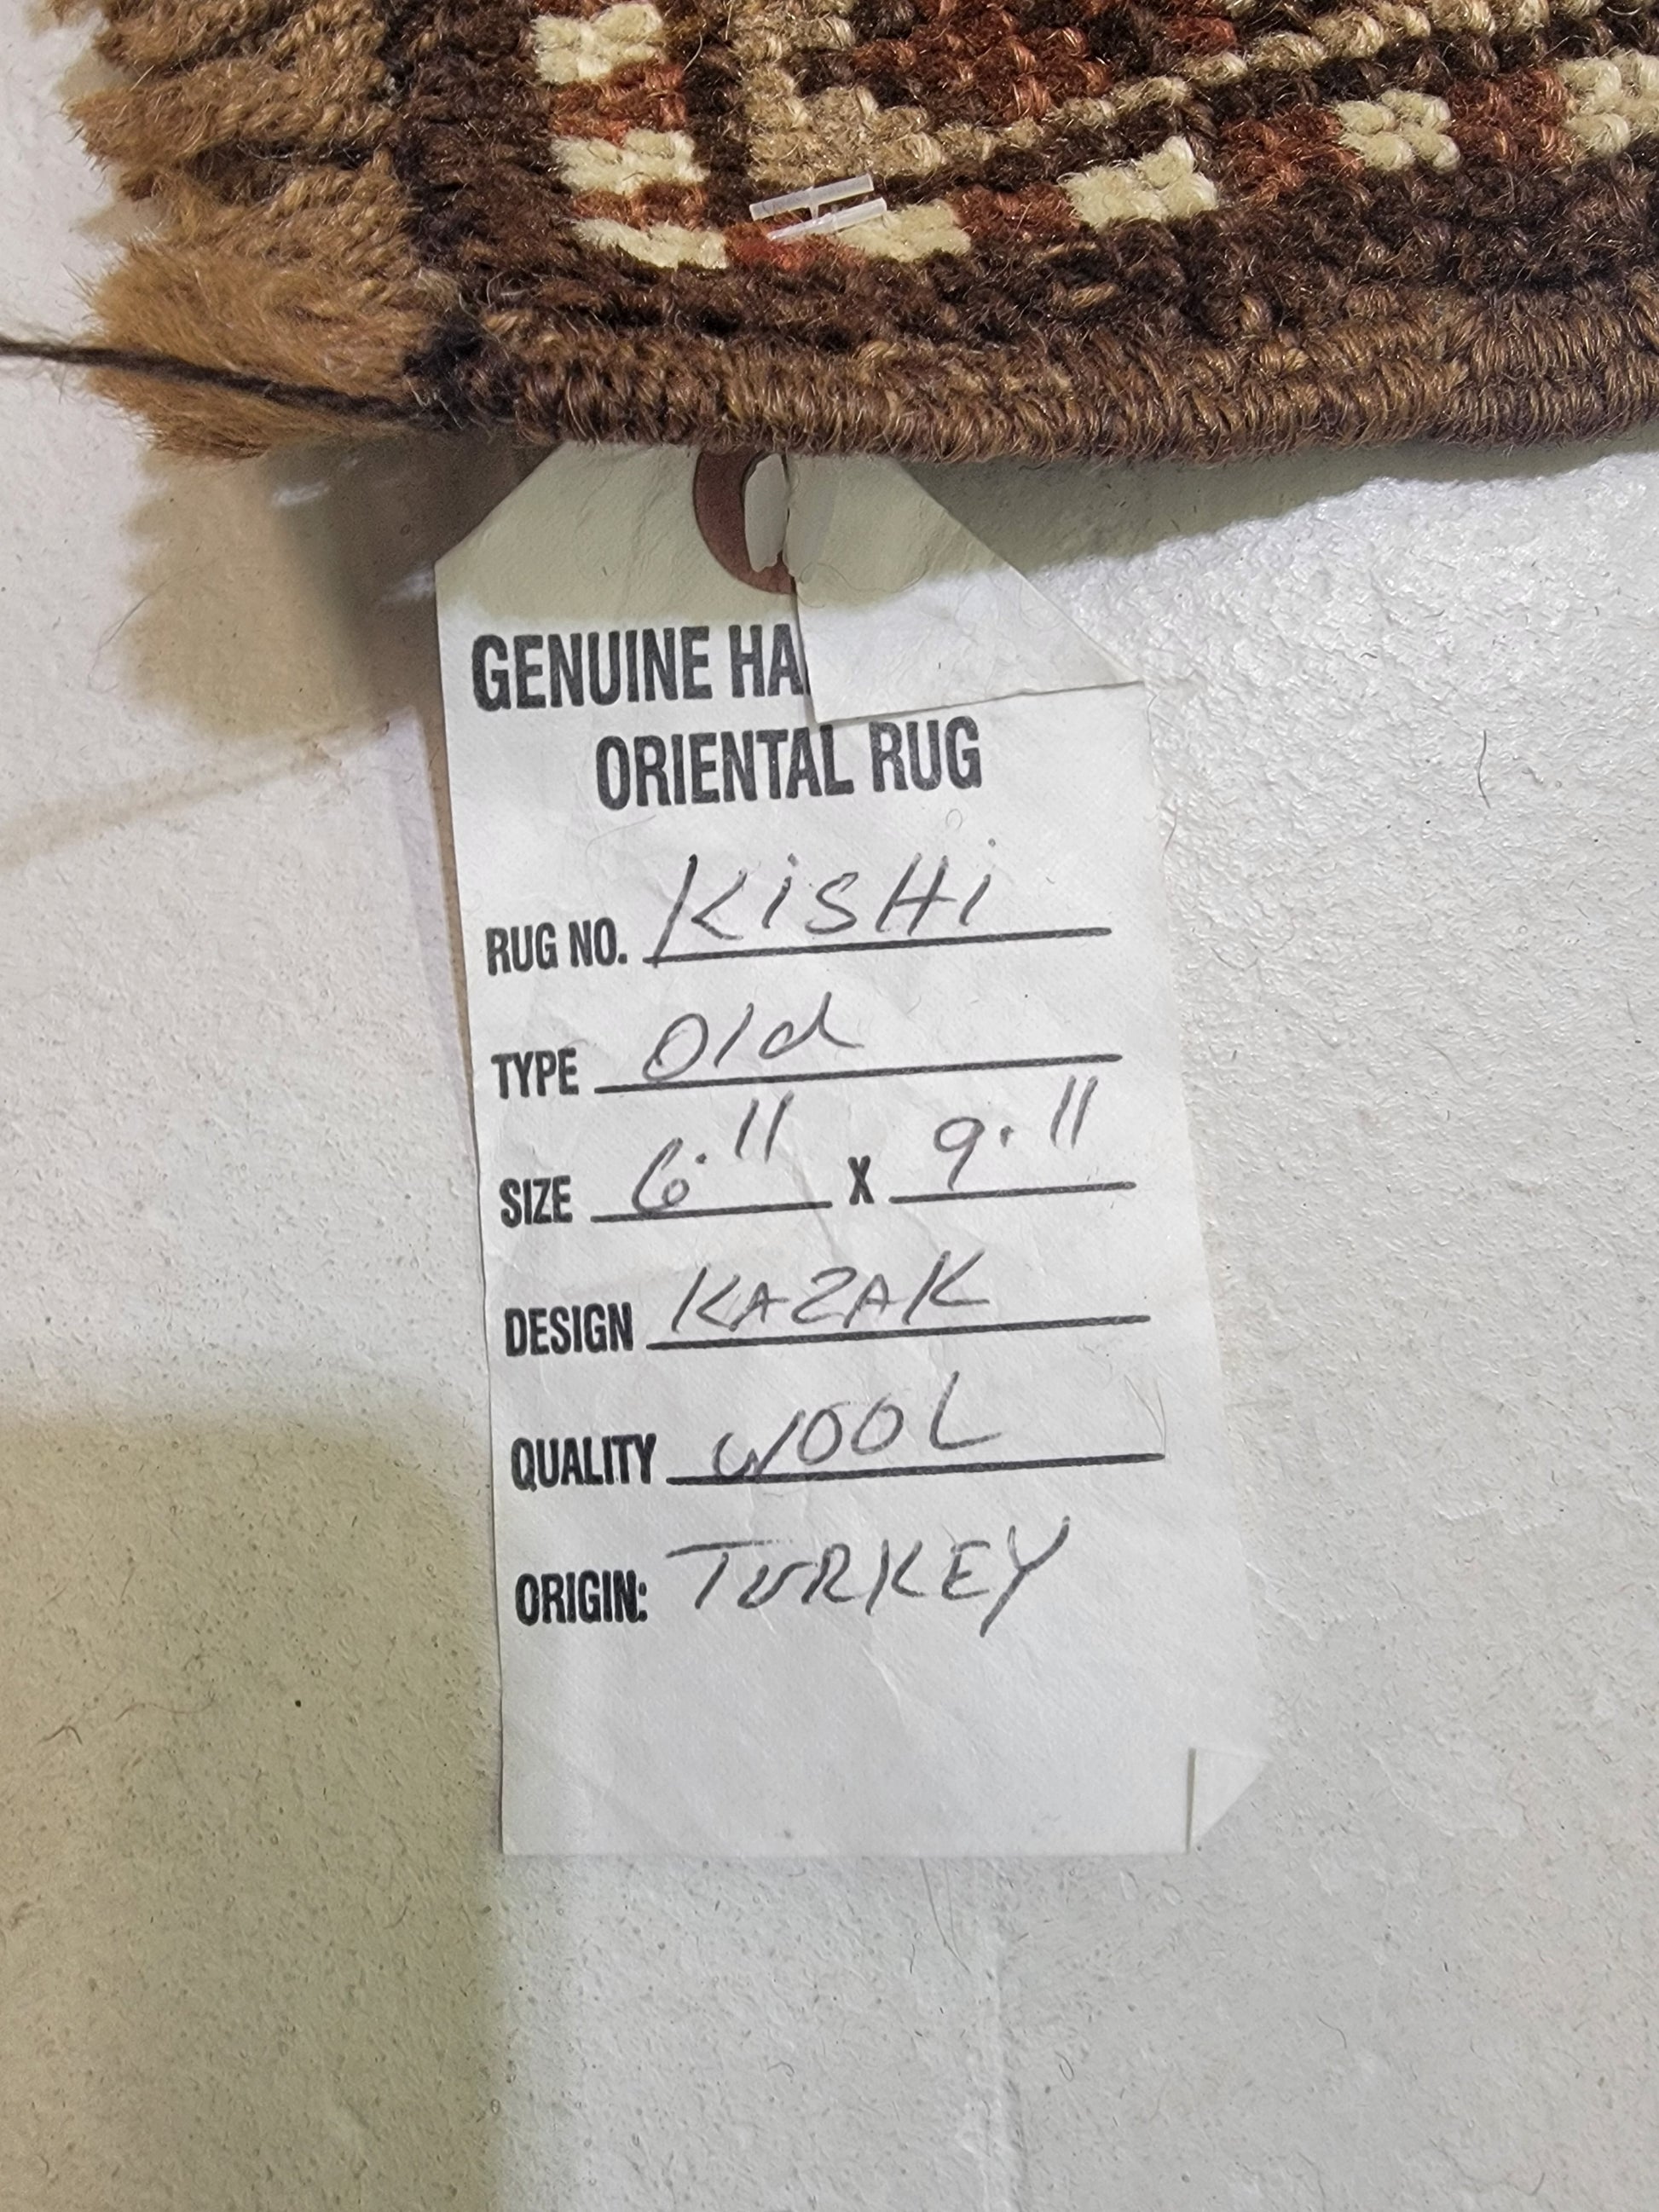 GENUINE HA
ORIENTAL RUG
RUG NO. KiSHi
TYPE Old
SIZE 6.11 X 9.11
DESIGN KAZAK
QUALITY WOOL
ORIGIN: TURKEY